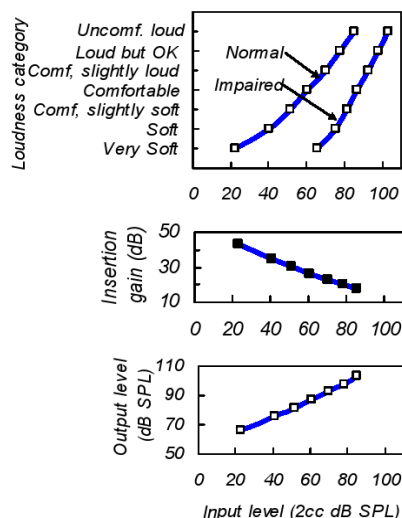 Loudness category
Uncomf. loud
Loud but OK
Comf, slightly loud
Comfortable
Comf, slightly soft
Soft
Very Soft
Normal
Impaired
0 20 40 60 80 100
Insertion
gain (dB)
50
30
10
0 20 40 60 80 100
Output level
(dB SPL)
110
90
70
50
0 20 40 60 80 100
Input level (2cc dB SPL)